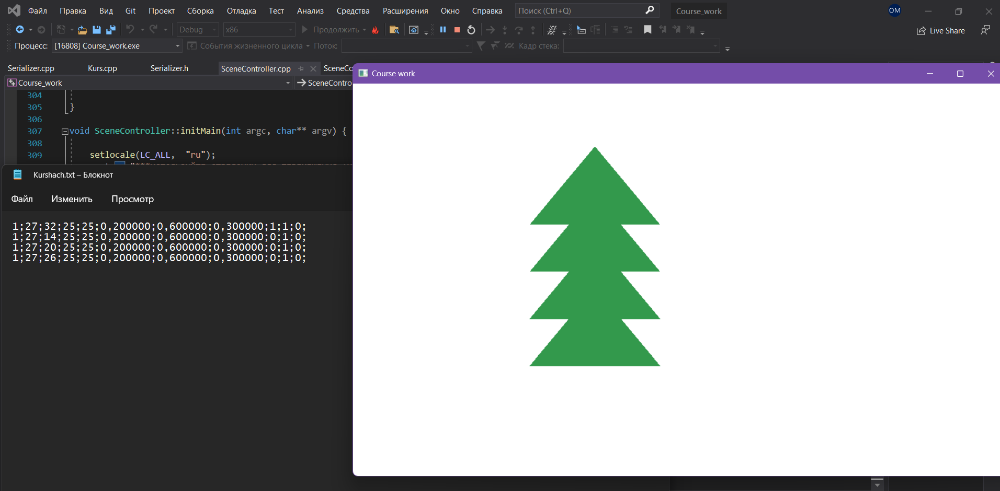 Файл Правка Вид Git Проект Сборка Отладка Тест Анализ Средства Расширения Окно Справка Поиск (Ctrl+Q) Course_work OM
Debug x86 Продолжить Live Share
Процесс: [16808] Course_work.exe События жизненного цикла Поток: Кадр стека:
Serializer.cpp Kurs.cpp Serializer.h SceneController.cpp SceneCo
Course_work SceneContro
304
305 }
306
307 void SceneController::initMain(int argc, char** argv) {
308
309 setlocale(LC_ALL, "ru");
Kurshach.txt – Блокнот
Файл Изменить Просмотр
1;27;32;25;25;0,200000;0,600000;0,300000;1;1;0;
1;27;14;25;25;0,200000;0,600000;0,300000;0;1;0;
1;27;20;25;25;0,200000;0,600000;0,300000;0;1;0;
1;27;26;25;25;0,200000;0,600000;0,300000;0;1;0;
Course work